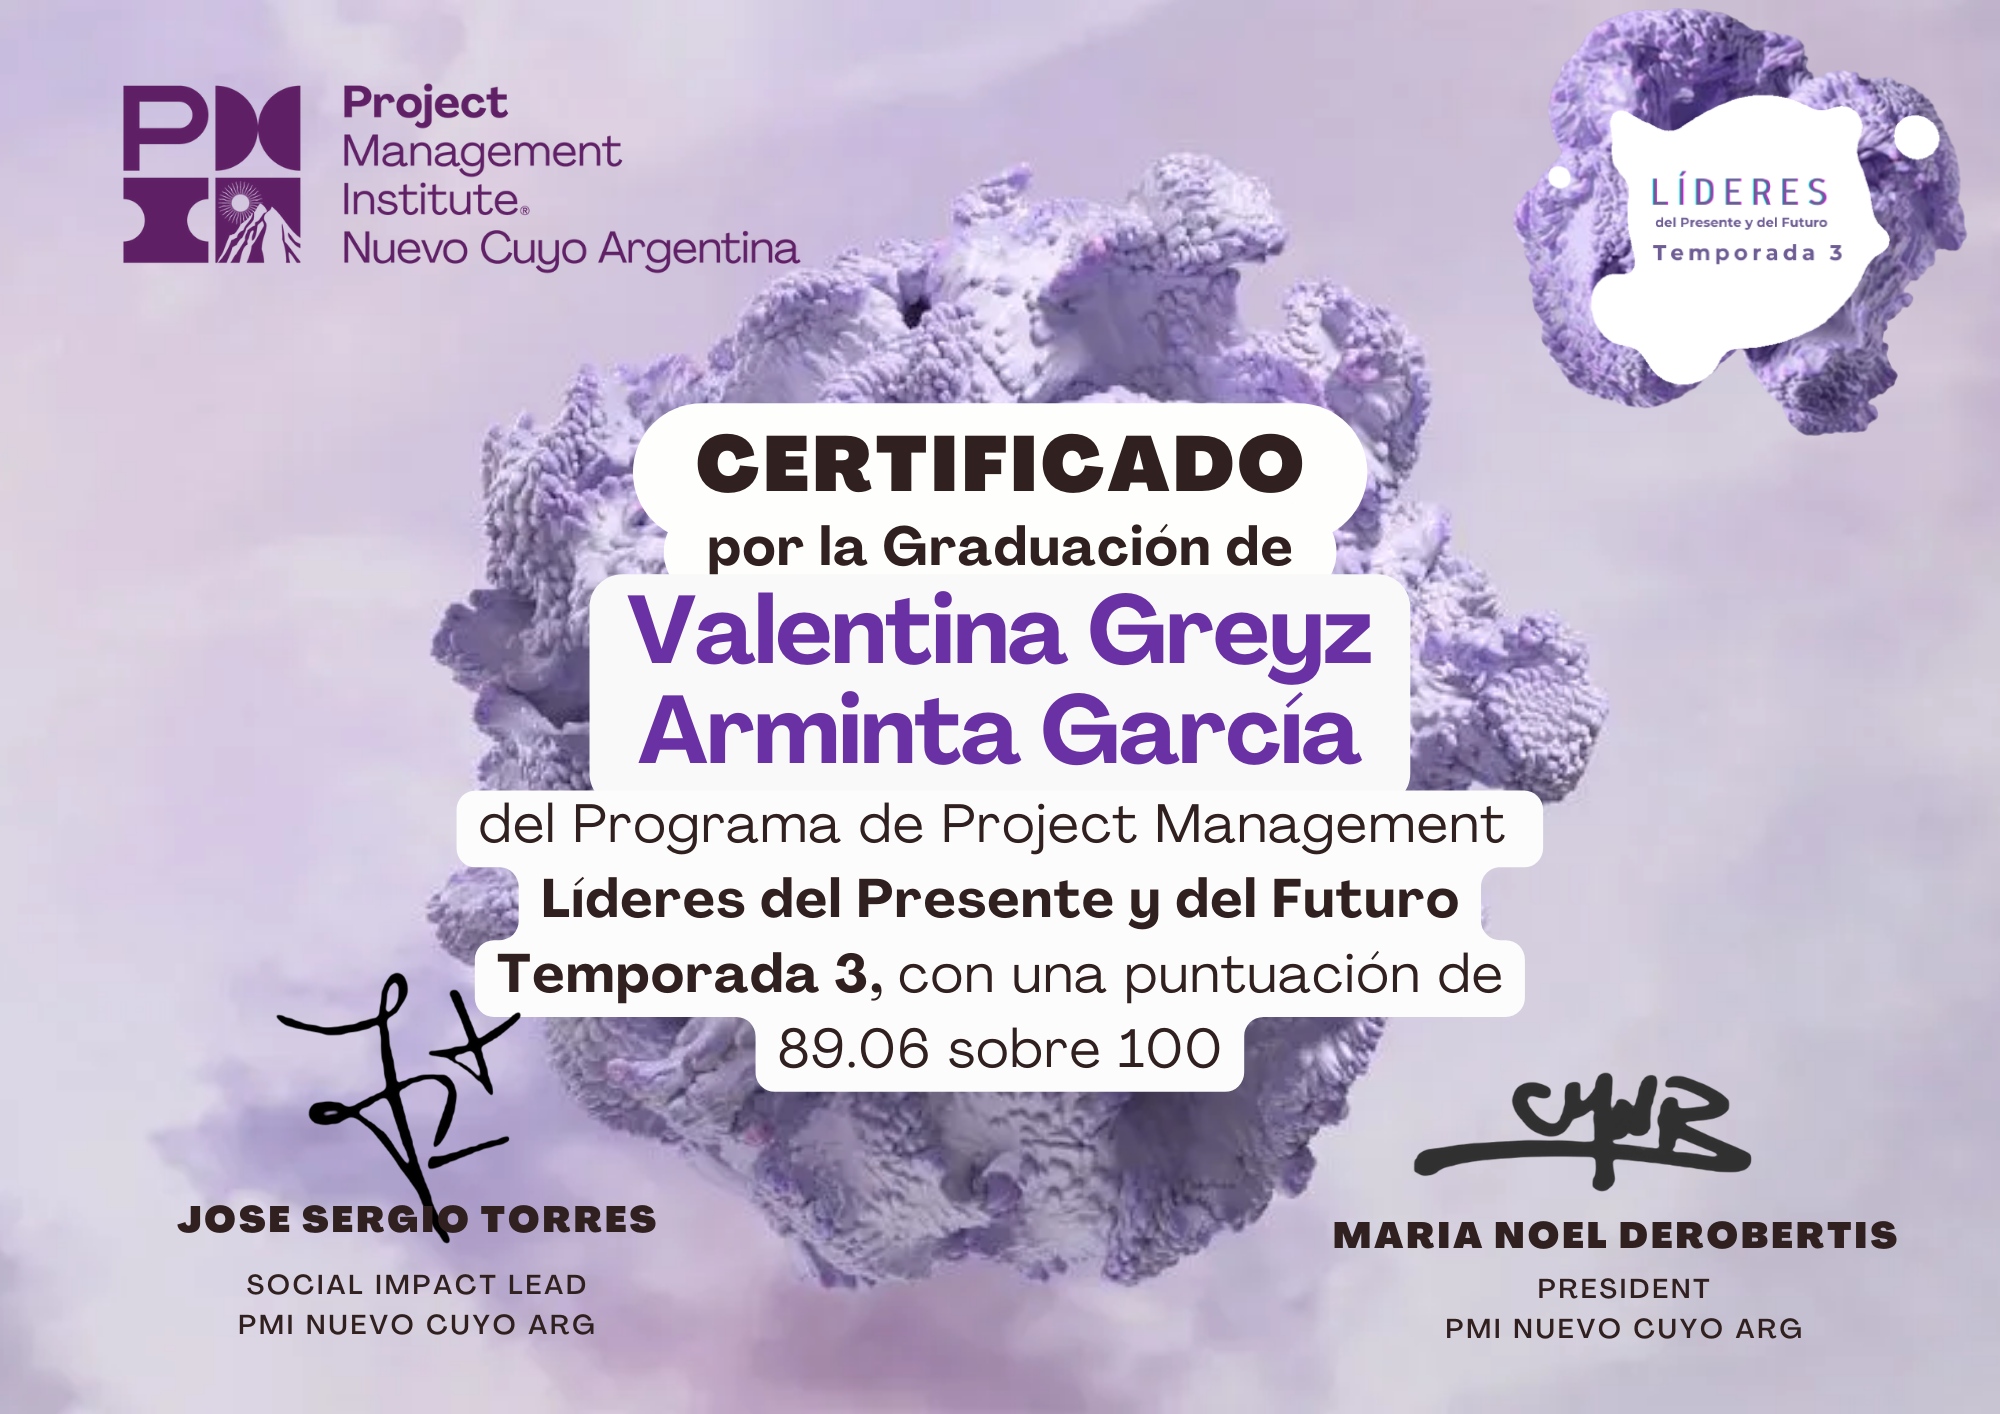 PMI
Project
Management
Institute®
Nuevo Cuyo Argentina
LÍDERES
del Presente y del Futuro
Temporada 3
CERTIFICADO
por la Graduación de
Valentina Greyz
Arminta García
del Programa de Project Management
Líderes del Presente y del Futuro
Temporada 3, con una puntuación de
89.06 sobre 100
JOSE SERGIO TORRES
SOCIAL IMPACT LEAD
PMI NUEVO CUYO ARG
MARIA NOEL DEROBERTIS
PRESIDENT
PMI NUEVO CUYO ARG